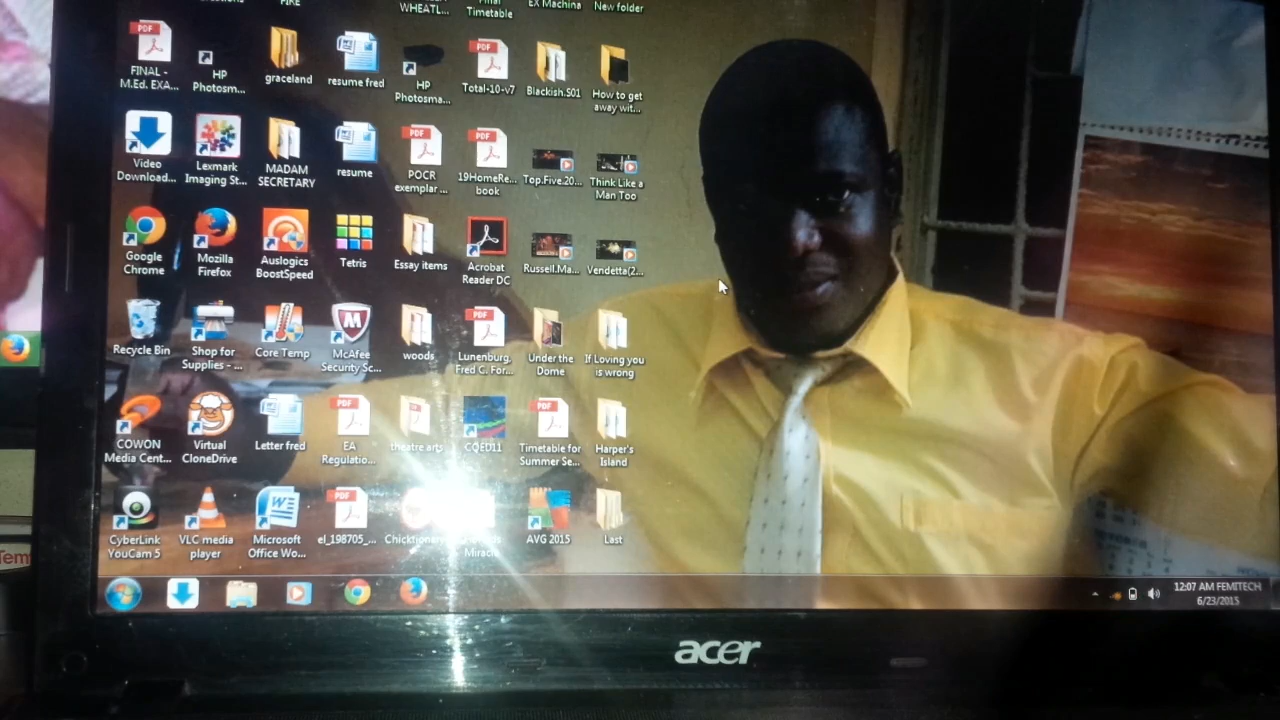 FIKE
WHEATL...
Final
Timetable
EX Machina
New folder
FINAL -
M.Ed. EXA...
HP
Photosm...
graceland
resume fred
HP
Photosma...
Total-10-v7
Blackish.S01
How to get
away wit...
Video
Download...
Lexmark
Imaging St...
MADAM
SECRETARY
resume
POCR
exemplar ...
19HomeRe...
book
Top.Five.20...
Think Like a
Man Too
Google
Chrome
Mozilla
Firefox
Auslogics
BoostSpeed
Tetris
Essay items
Acrobat
Reader DC
Russell.Ma...
Vendetta(2...
Recycle Bin
Shop for
Supplies - ...
Core Temp
McAfee
Security Sc...
woods
Lunenburg,
Fred C. For...
Under the
Dome
If Loving you
is wrong
COWON
Media Cent...
Virtual
CloneDrive
Letter fred
EA
Regulatio...
theatre arts
CQED11
Timetable for
Summer Se...
Harper's
Island
CyberLink
YouCam 5
VLC media
player
Microsoft
Office Wo...
el_198705_...
Chicktionary
Miracle
AVG 2015
Last
12:07 AM FEMITECH
6/23/2015
acer